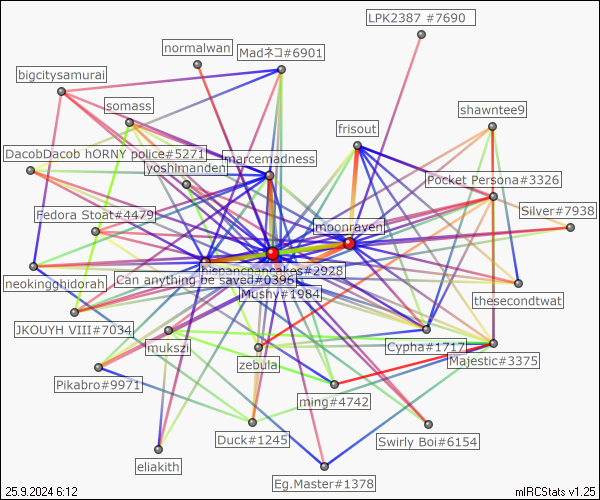 LPK2387 #7690
normalwan
Madネコ#6901
bigcitysamurai
somass
shawntee9
frisout
DacobDacob hORNY police#5271
marcemadness
yoshimanden
Pocket Persona#3326
Silver#7938
Fedora Stoat#4479
moonraven
hispancpancakes#2928
neokingghidorah
Can anything be saved#0396
Mushy#1984
thesecondtwat
JKOUYH VIII#7034
mukszi
Cypha#1717
zebula
Majestic#3375
Pikabro#9971
ming#4742
Duck#1245
Swirly Boi#6154
eliakith
Eg.Master#1378
25.9.2024 6:12
mIRCStats v1.25